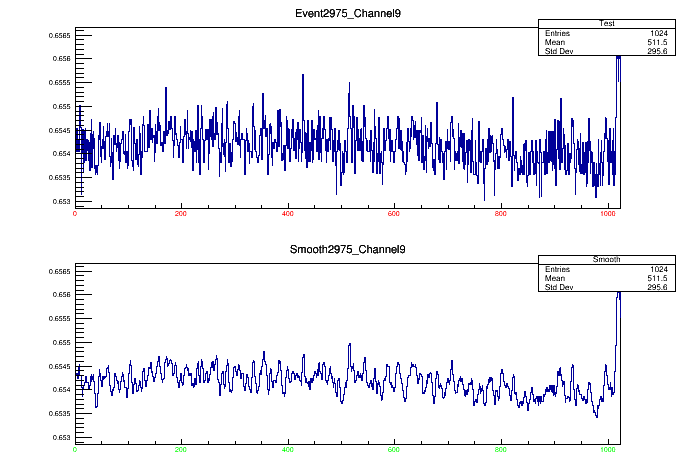 Event2975_Channel9
Test
Entries 1024
Mean 511.5
Std Dev 295.6
0.6565
0.656
0.6555
0.655
0.6545
0.654
0.6535
0.653
0 200 400 600 800 1000
Smooth2975_Channel9
Smooth
Entries 1024
Mean 511.5
Std Dev 295.6
0.6565
0.656
0.6555
0.655
0.6545
0.654
0.6535
0.653
0 200 400 600 800 1000